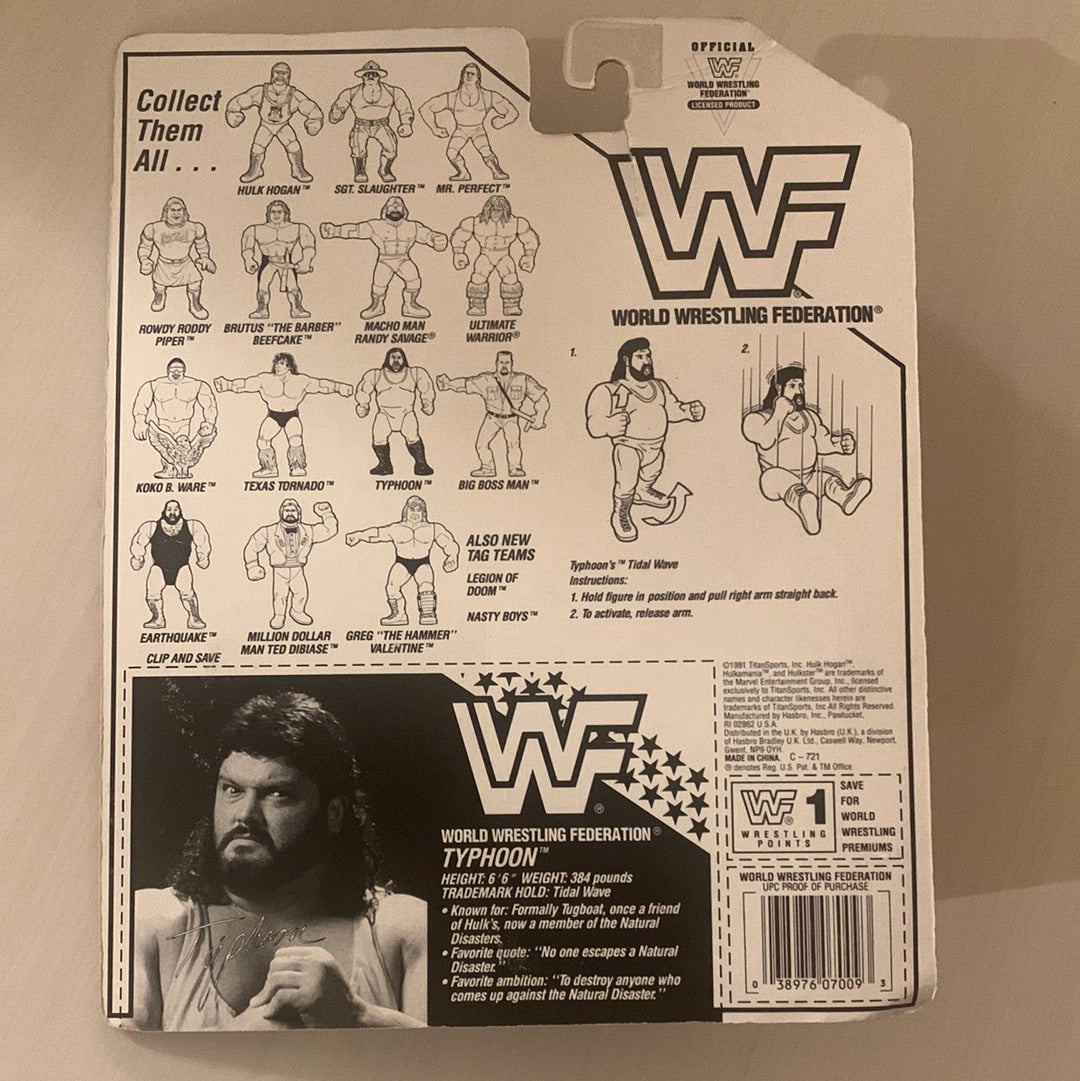 Collect
Them
All . . .
HULK HOGAN™
SGT. SLAUGHTER™
MR. PERFECT™
OFFICIAL
WF
WORLD WRESTLING
FEDERATION
LICENSED PRODUCT
WF
WORLD WRESTLING FEDERATION®
ROWDY RODDY
PIPER™
BRUTUS "THE BARBER"
BEEFCAKE™
MACHO MAN
RANDY SAVAGE®
ULTIMATE
WARRIOR®
KOKO B. WARE™
TEXAS TORNADO™
TYPHOON™
BIG BOSS MAN™
EARTHQUAKE™
MILLION DOLLAR
MAN TED DIBIASE™
GREG "THE HAMMER"
VALENTINE™
ALSO NEW
TAG TEAMS
LEGION OF
DOOM™
NASTY BOYS™
1.
2.
Typhoon's™ Tidal Wave
Instructions:
1. Hold figure in position and pull right arm straight back.
2. To activate, release arm.
CLIP AND SAVE
WF®
WORLD WRESTLING FEDERATION®
TYPHOON™
HEIGHT: 6'6" WEIGHT: 384 pounds
TRADEMARK HOLD: Tidal Wave
• Known for: Formally Tugboat, once a friend
of Hulk's, now a member of the Natural
Disasters.
• Favorite quote: "No one escapes a Natural
Disaster."
• Favorite ambition: "To destroy anyone who
comes up against the Natural Disaster."
Typhoon
©1991 TitanSports, Inc. Hulk Hogan™,
Hulkamania™, and Hulkster™ are trademarks of
the Marvel Entertainment Group, Inc., licensed
exclusively to TitanSports, Inc. All other distinctive
names and character likenesses herein are
trademarks of TitanSports, Inc. All Rights Reserved.
Manufactured by Hasbro, Inc., Pawtucket,
RI 02862 U.S.A.
Distributed in the U.K. by Hasbro (U.K.), a division
of Hasbro Bradley U.K. Ltd., Caswell Way, Newport,
Gwent, NP9 OYH.
MADE IN CHINA. C-721
® denotes Reg. U.S. Pat. & TM Office
WF® 1
WRESTLING
POINTS
SAVE
FOR
WORLD
WRESTLING
PREMIUMS
WORLD WRESTLING FEDERATION
UPC PROOF OF PURCHASE
0 38976 07009 3